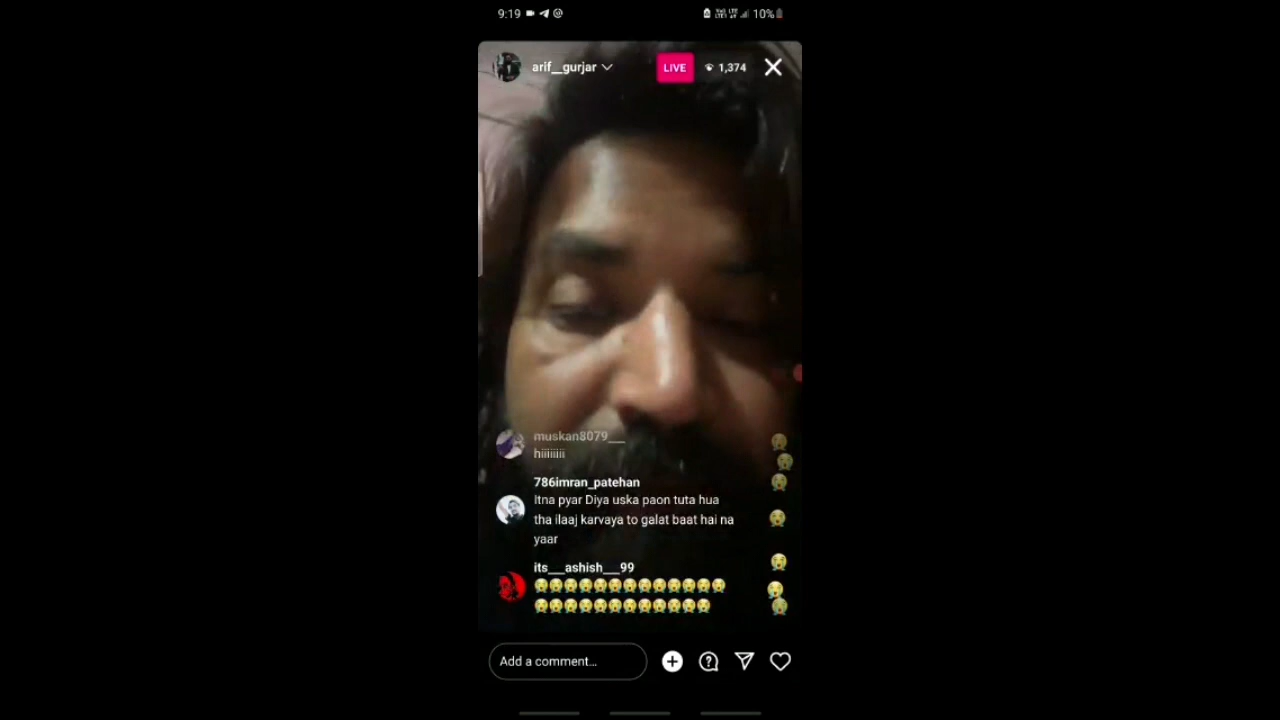 9:19
10%
arif__gurjar
LIVE 1,374
muskan8079___
hiiiiiiii
786imran_patehan
Itna pyar Diya uska paon tuta hua
tha ilaaj karvaya to galat baat hai na
yaar
its___ashish___99
😭😭😭😭😭😭😭😭😭😭😭😭😭
😭😭😭😭😭😭😭😭😭😭😭😭
Add a comment...